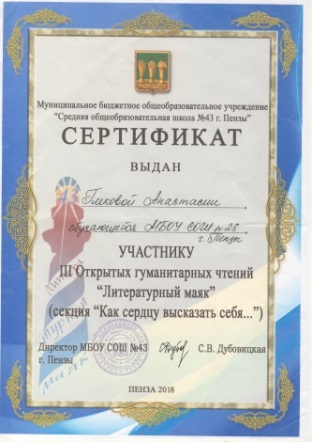 Муниципальное бюджетное общеобразовательное учреждение
"Средняя общеобразовательная школа №43 г. Пензы"
СЕРТИФИКАТ
ВЫДАН
Анастасии
обучающейся МБОУ СОШ № 28
г. Пензы
УЧАСТНИКУ
III Открытых гуманитарных чтений
"Литературный маяк"
(секция "Как сердцу высказать себя...")
Директор МБОУ СОШ №43 С.В. Дубовицкая
г. Пензы
ПЕНЗА 2018